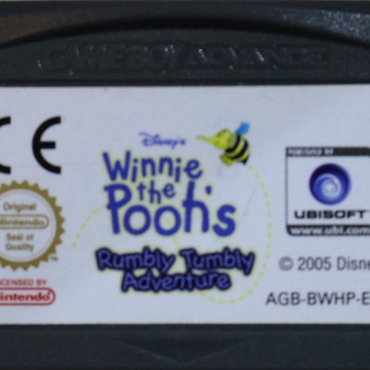 GAME BOY ADVANCE
CE
Disney's
Winnie
the
Pooh's
Rumbly Tumbly
Adventure
Original
Nintendo
Seal of
Quality
LICENSED BY
Nintendo
PUBLISHED BY
UBISOFT
www.ubi.com
© 2005 Disne
AGB-BWHP-E